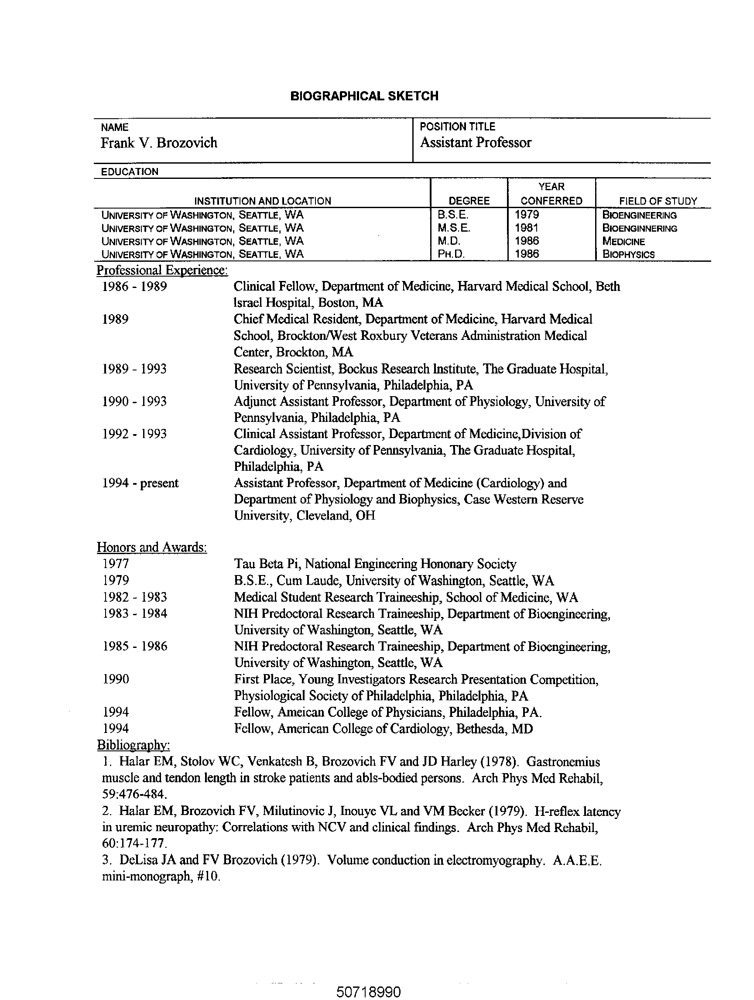 BIOGRAPHICAL SKETCH
NAME
Frank V. Brozovich
POSITION TITLE
Assistant Professor
EDUCATION
INSTITUTION AND LOCATION DEGREE YEAR CONFERRED FIELD OF STUDY
UNIVERSITY OF WASHINGTON, SEATTLE, WA B.S.E. 1979 BIOENGINEERING
UNIVERSITY OF WASHINGTON, SEATTLE, WA M.S.E. 1981 BIOENGINNERING
UNIVERSITY OF WASHINGTON, SEATTLE, WA M.D. 1986 MEDICINE
UNIVERSITY OF WASHINGTON, SEATTLE, WA PH.D. 1986 BIOPHYSICS
Professional Experience:
1986 - 1989 Clinical Fellow, Department of Medicine, Harvard Medical School, Beth
Israel Hospital, Boston, MA
1989 Chief Medical Resident, Department of Medicine, Harvard Medical
School, Brockton/West Roxbury Veterans Administration Medical
Center, Brockton, MA
1989 - 1993 Research Scientist, Bockus Research Institute, The Graduate Hospital,
University of Pennsylvania, Philadelphia, PA
1990 - 1993 Adjunct Assistant Professor, Department of Physiology, University of
Pennsylvania, Philadelphia, PA
1992 - 1993 Clinical Assistant Professor, Department of Medicine,Division of
Cardiology, University of Pennsylvania, The Graduate Hospital,
Philadelphia, PA
1994 - present Assistant Professor, Department of Medicine (Cardiology) and
Department of Physiology and Biophysics, Case Western Reserve
University, Cleveland, OH
Honors and Awards:
1977 Tau Beta Pi, National Engineering Hononary Society
1979 B.S.E., Cum Laude, University of Washington, Seattle, WA
1982 - 1983 Medical Student Research Traineeship, School of Medicine, WA
1983 - 1984 NIH Predoctoral Research Traineeship, Department of Bioengineering,
University of Washington, Seattle, WA
1985 - 1986 NIH Predoctoral Research Traineeship, Department of Bioengineering,
University of Washington, Seattle, WA
1990 First Place, Young Investigators Research Presentation Competition,
Physiological Society of Philadelphia, Philadelphia, PA
1994 Fellow, Ameican College of Physicians, Philadelphia, PA.
1994 Fellow, American College of Cardiology, Bethesda, MD
Bibliography:
1. Halar EM, Stolov WC, Venkatesh B, Brozovich FV and JD Harley (1978). Gastronemius
muscle and tendon length in stroke patients and abls-bodied persons. Arch Phys Med Rehabil,
59:476-484.
2. Halar EM, Brozovich FV, Milutinovic J, Inouye VL and VM Becker (1979). H-reflex latency
in uremic neuropathy: Correlations with NCV and clinical findings. Arch Phys Med Rehabil,
60:174-177.
3. DeLisa JA and FV Brozovich (1979). Volume conduction in electromyography. A.A.E.E.
mini-monograph, #10.
50718990